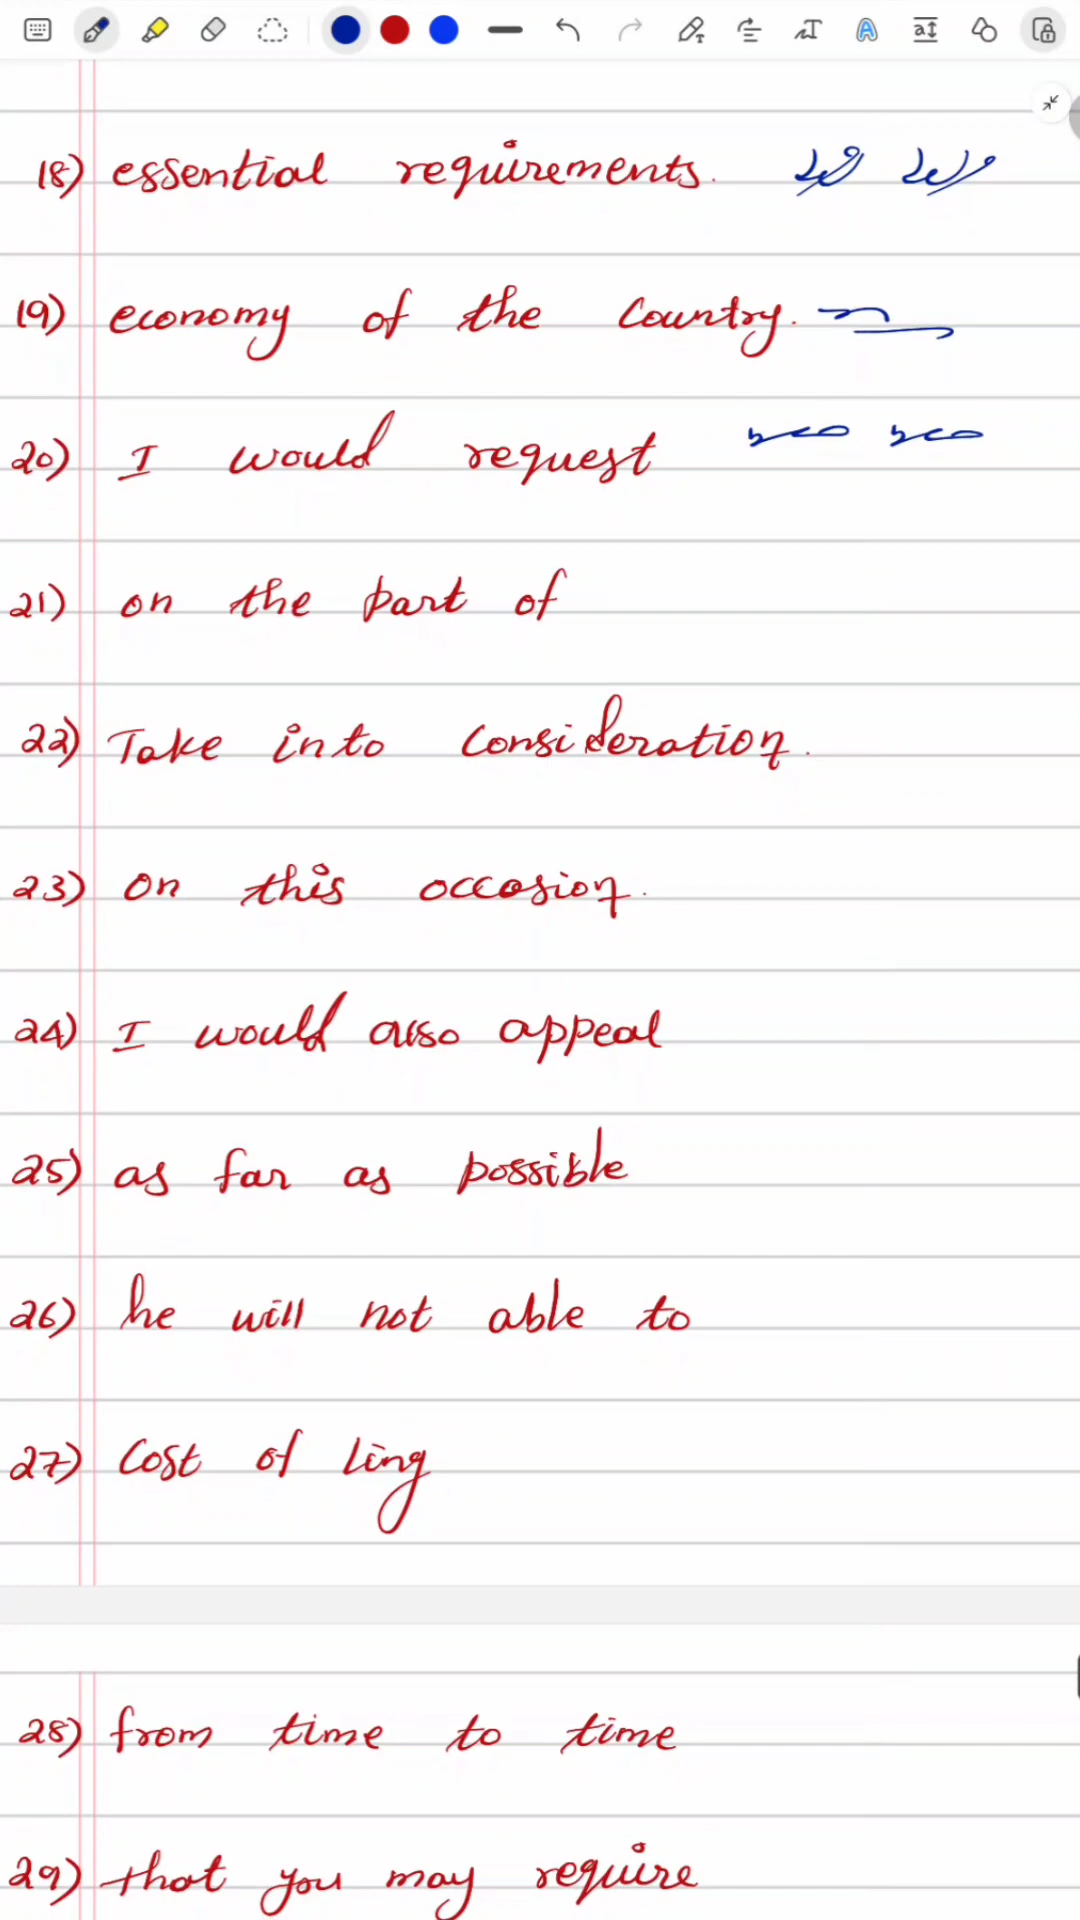 18) essential requirements.
19) economy of the country.
20) I would request
21) on the part of
22) Take into consideration.
23) on this occasion.
24) I would also appeal
25) as far as possible
26) he will not able to
27) cost of ling
28) from time to time
29) that you may require